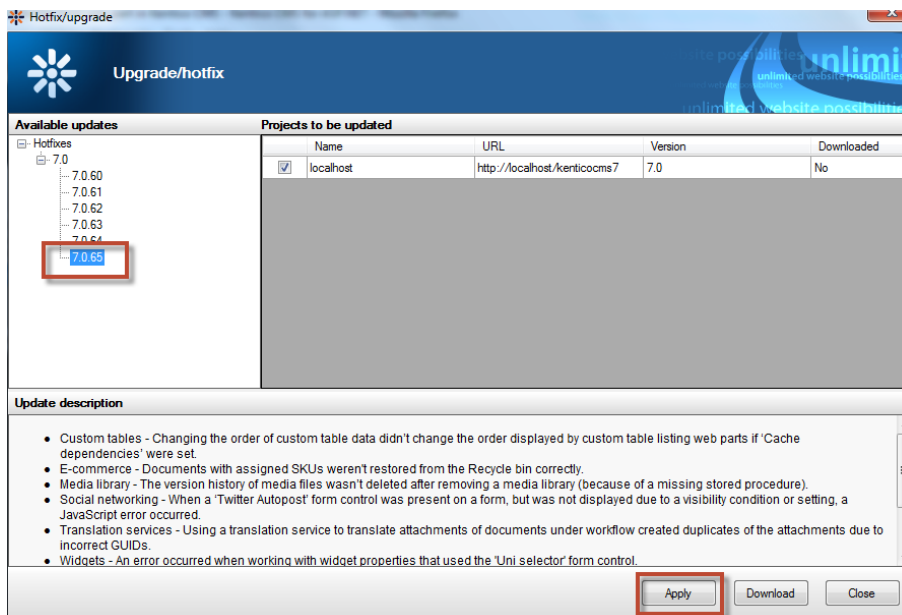 Hotfix/upgrade
Upgrade/hotfix
site possibilities
unlimi
unlimited website possibilities
unlimited website possibilities
Available updates
Projects to be updated
Hotfixes
7.0
7.0.60
7.0.61
7.0.62
7.0.63
7.0.64
7.0.65
Name URL Version Downloaded
localhost http://localhost/kenticocms7 7.0 No
Update description
• Custom tables - Changing the order of custom table data didn't change the order displayed by custom table listing web parts if 'Cache
dependencies' were set.
• E-commerce - Documents with assigned SKUs weren't restored from the Recycle bin correctly.
• Media library - The version history of media files wasn't deleted after removing a media library (because of a missing stored procedure).
• Social networking - When a 'Twitter Autopost' form control was present on a form, but was not displayed due to a visibility condition or setting, a
JavaScript error occurred.
• Translation services - Using a translation service to translate attachments of documents under workflow created duplicates of the attachments due to
incorrect GUIDs.
• Widgets - An error occurred when working with widget properties that used the 'Uni selector' form control.
Apply Download Close